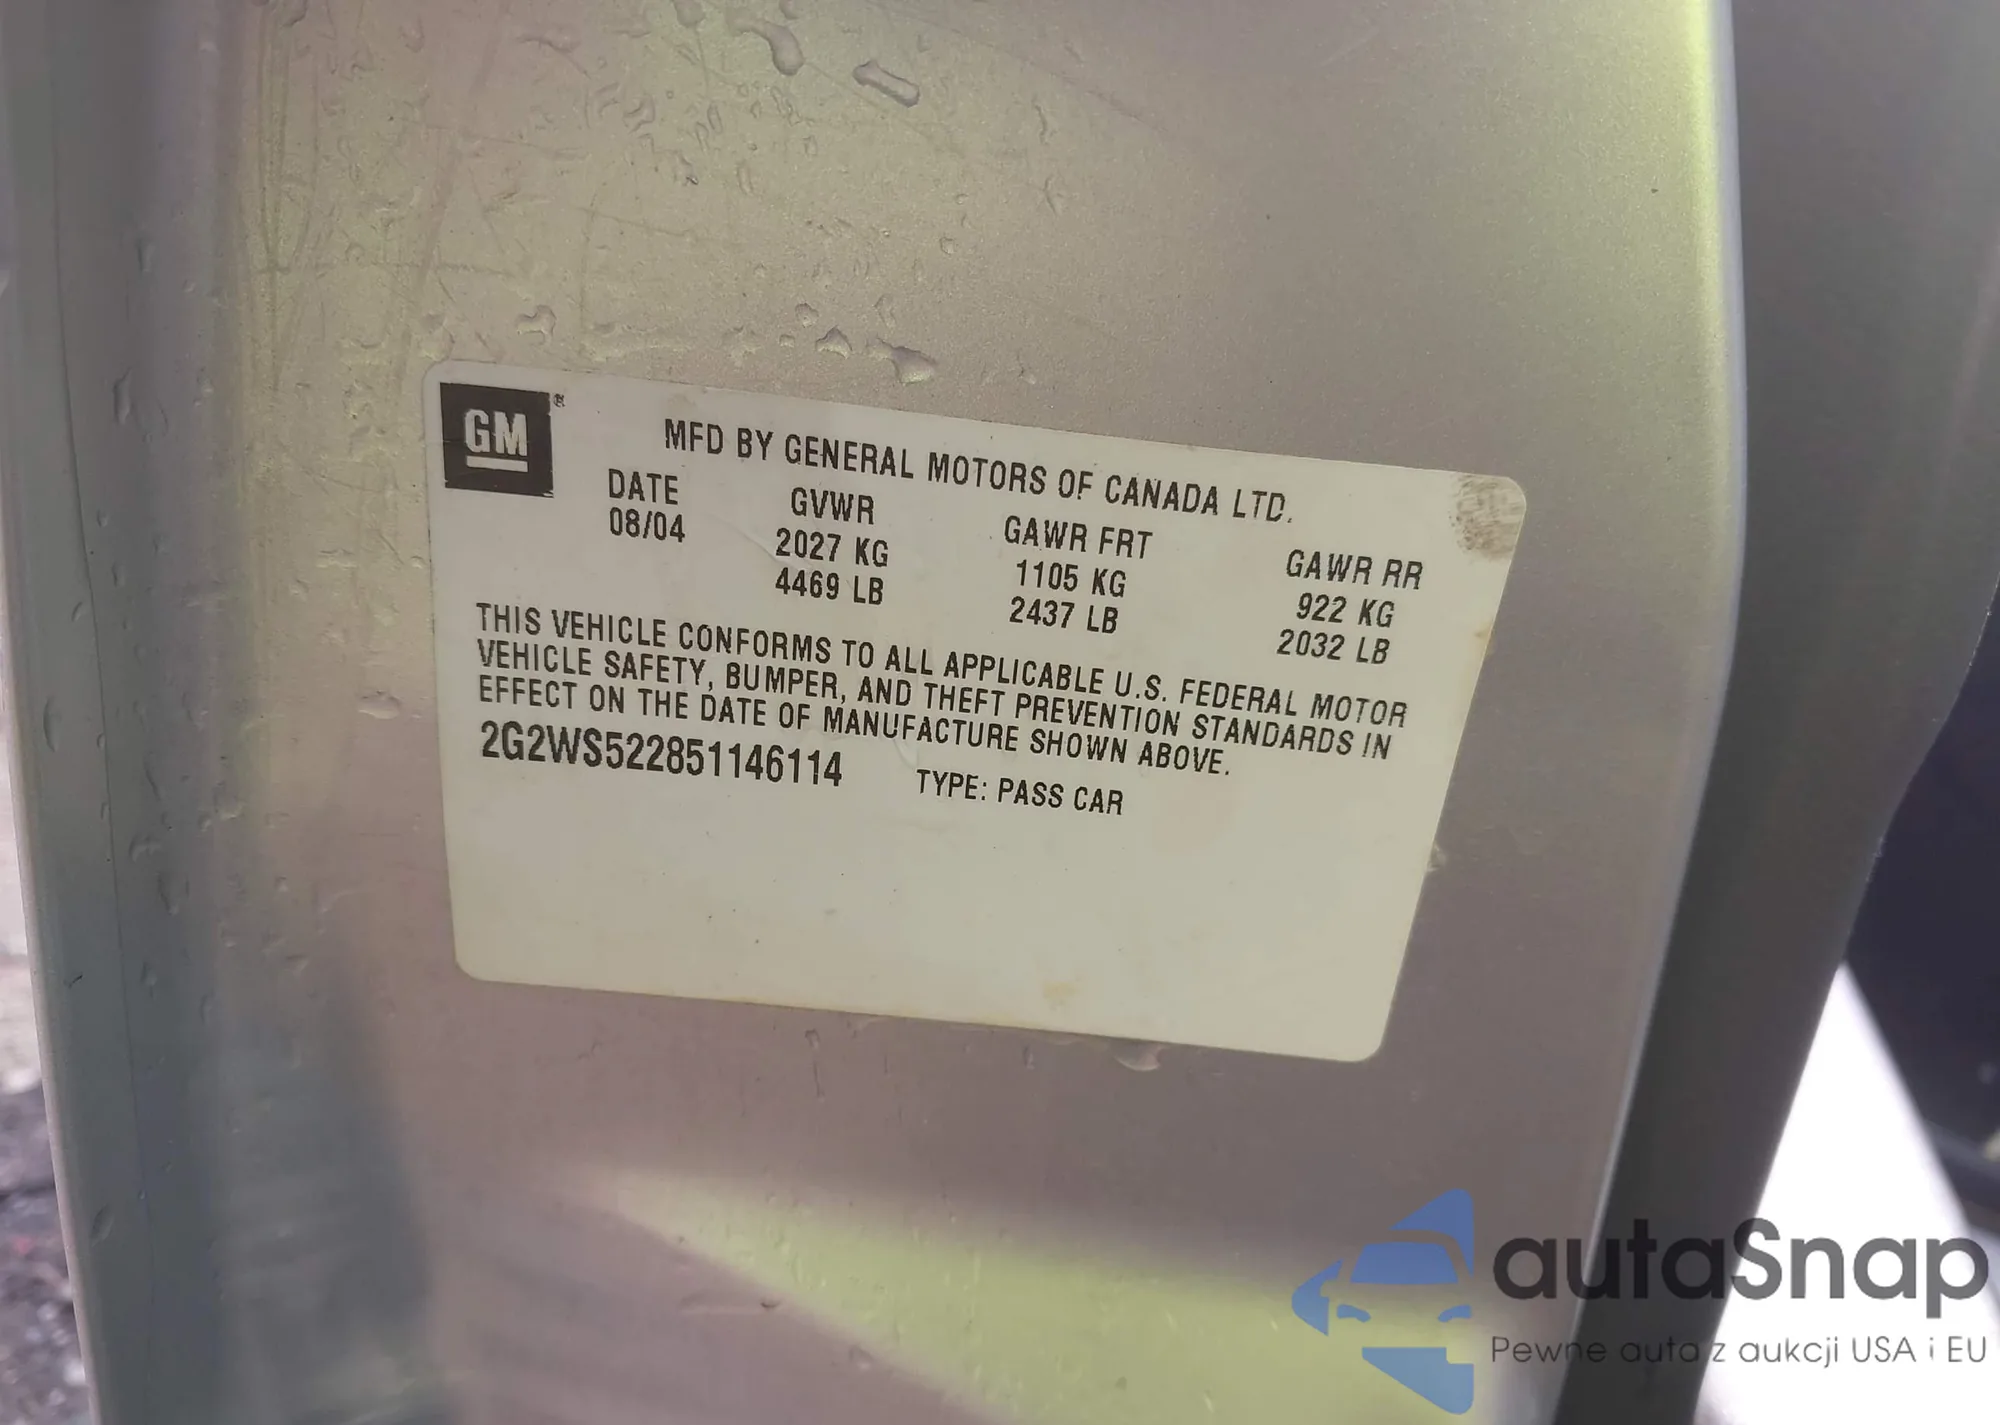 GM®
MFD BY GENERAL MOTORS OF CANADA LTD.
DATE GVWR GAWR FRT GAWR RR
08/04 2027 KG 1105 KG 922 KG
4469 LB 2437 LB 2032 LB
THIS VEHICLE CONFORMS TO ALL APPLICABLE U.S. FEDERAL MOTOR
VEHICLE SAFETY, BUMPER, AND THEFT PREVENTION STANDARDS IN
EFFECT ON THE DATE OF MANUFACTURE SHOWN ABOVE.
2G2WS522851146114 TYPE: PASS CAR
autaSnap
Pewne auta z aukcji USA i EU